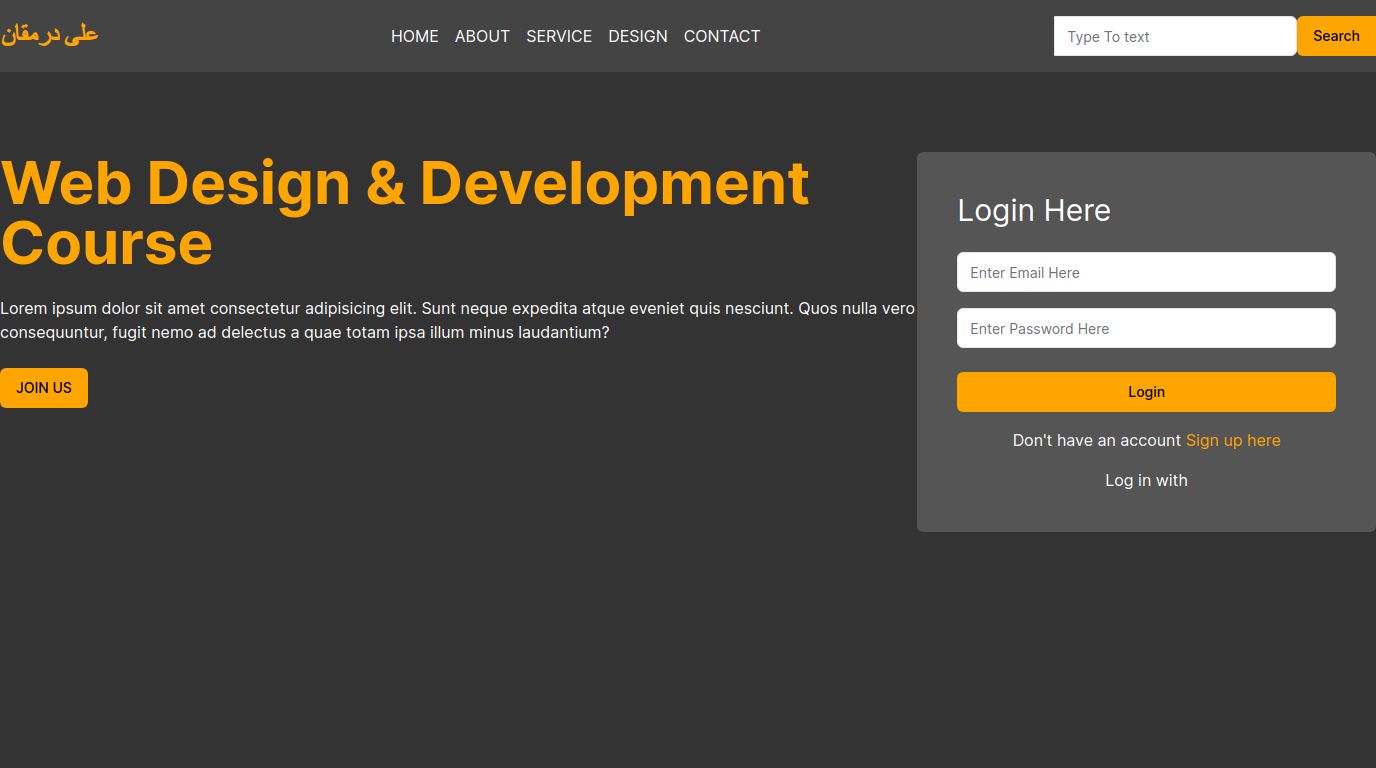 علی درمقان
HOME ABOUT SERVICE DESIGN CONTACT
Type To text
Search
Web Design & Development
Course
Lorem ipsum dolor sit amet consectetur adipisicing elit. Sunt neque expedita atque eveniet quis nesciunt. Quos nulla vero
consequuntur, fugit nemo ad delectus a quae totam ipsa illum minus laudantium?
JOIN US
Login Here
Enter Email Here
Enter Password Here
Login
Don't have an account Sign up here
Log in with